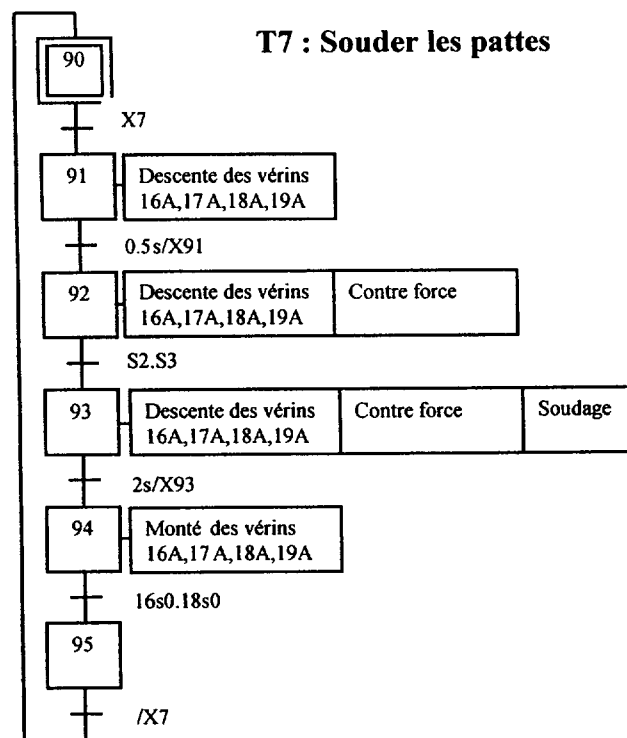 T7 : Souder les pattes
90
X7
91
Descente des vérins
16A,17A,18A,19A
0.5s/X91
92
Descente des vérins
16A,17A,18A,19A
Contre force
S2.S3
93
Descente des vérins
16A,17A,18A,19A
Contre force
Soudage
2s/X93
94
Monté des vérins
16A,17A,18A,19A
16s0.18s0
95
/X7